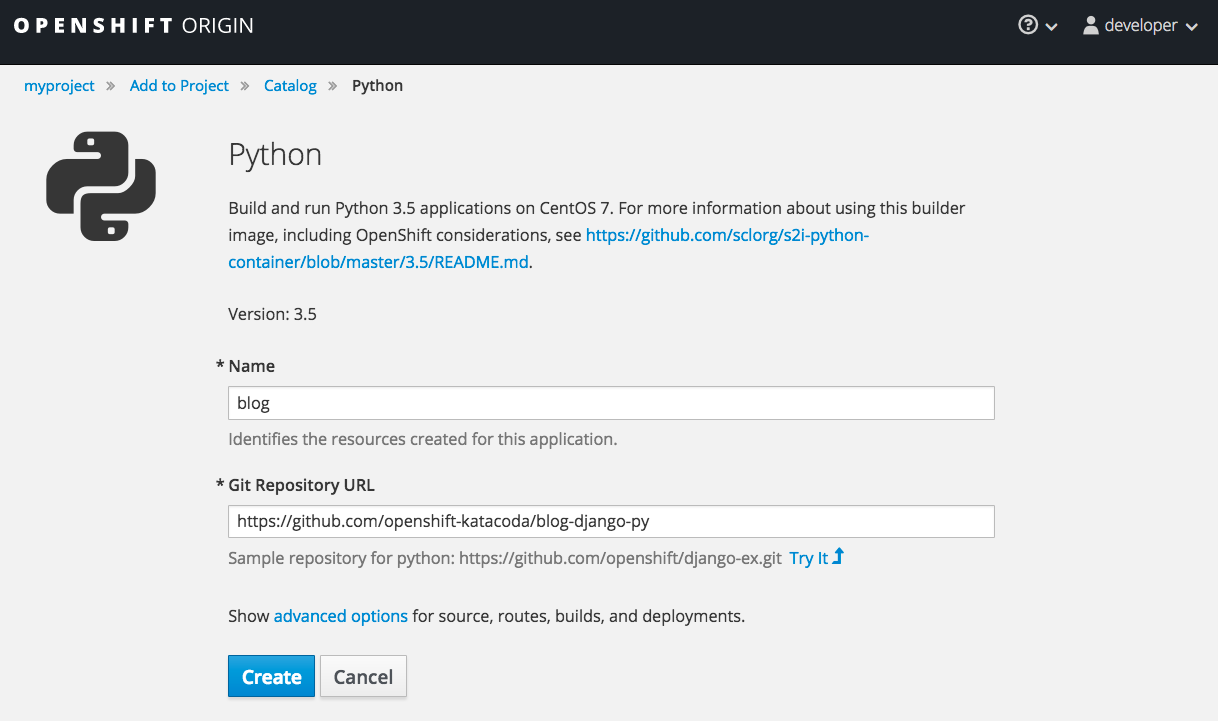 OPENSHIFT ORIGIN
developer
myproject » Add to Project » Catalog » Python
Python
Build and run Python 3.5 applications on CentOS 7. For more information about using this builder
image, including OpenShift considerations, see https://github.com/sclorg/s2i-python-
container/blob/master/3.5/README.md.
Version: 3.5
* Name
blog
Identifies the resources created for this application.
* Git Repository URL
https://github.com/openshift-katacoda/blog-django-py
Sample repository for python: https://github.com/openshift/django-ex.git Try It
Show advanced options for source, routes, builds, and deployments.
Create Cancel